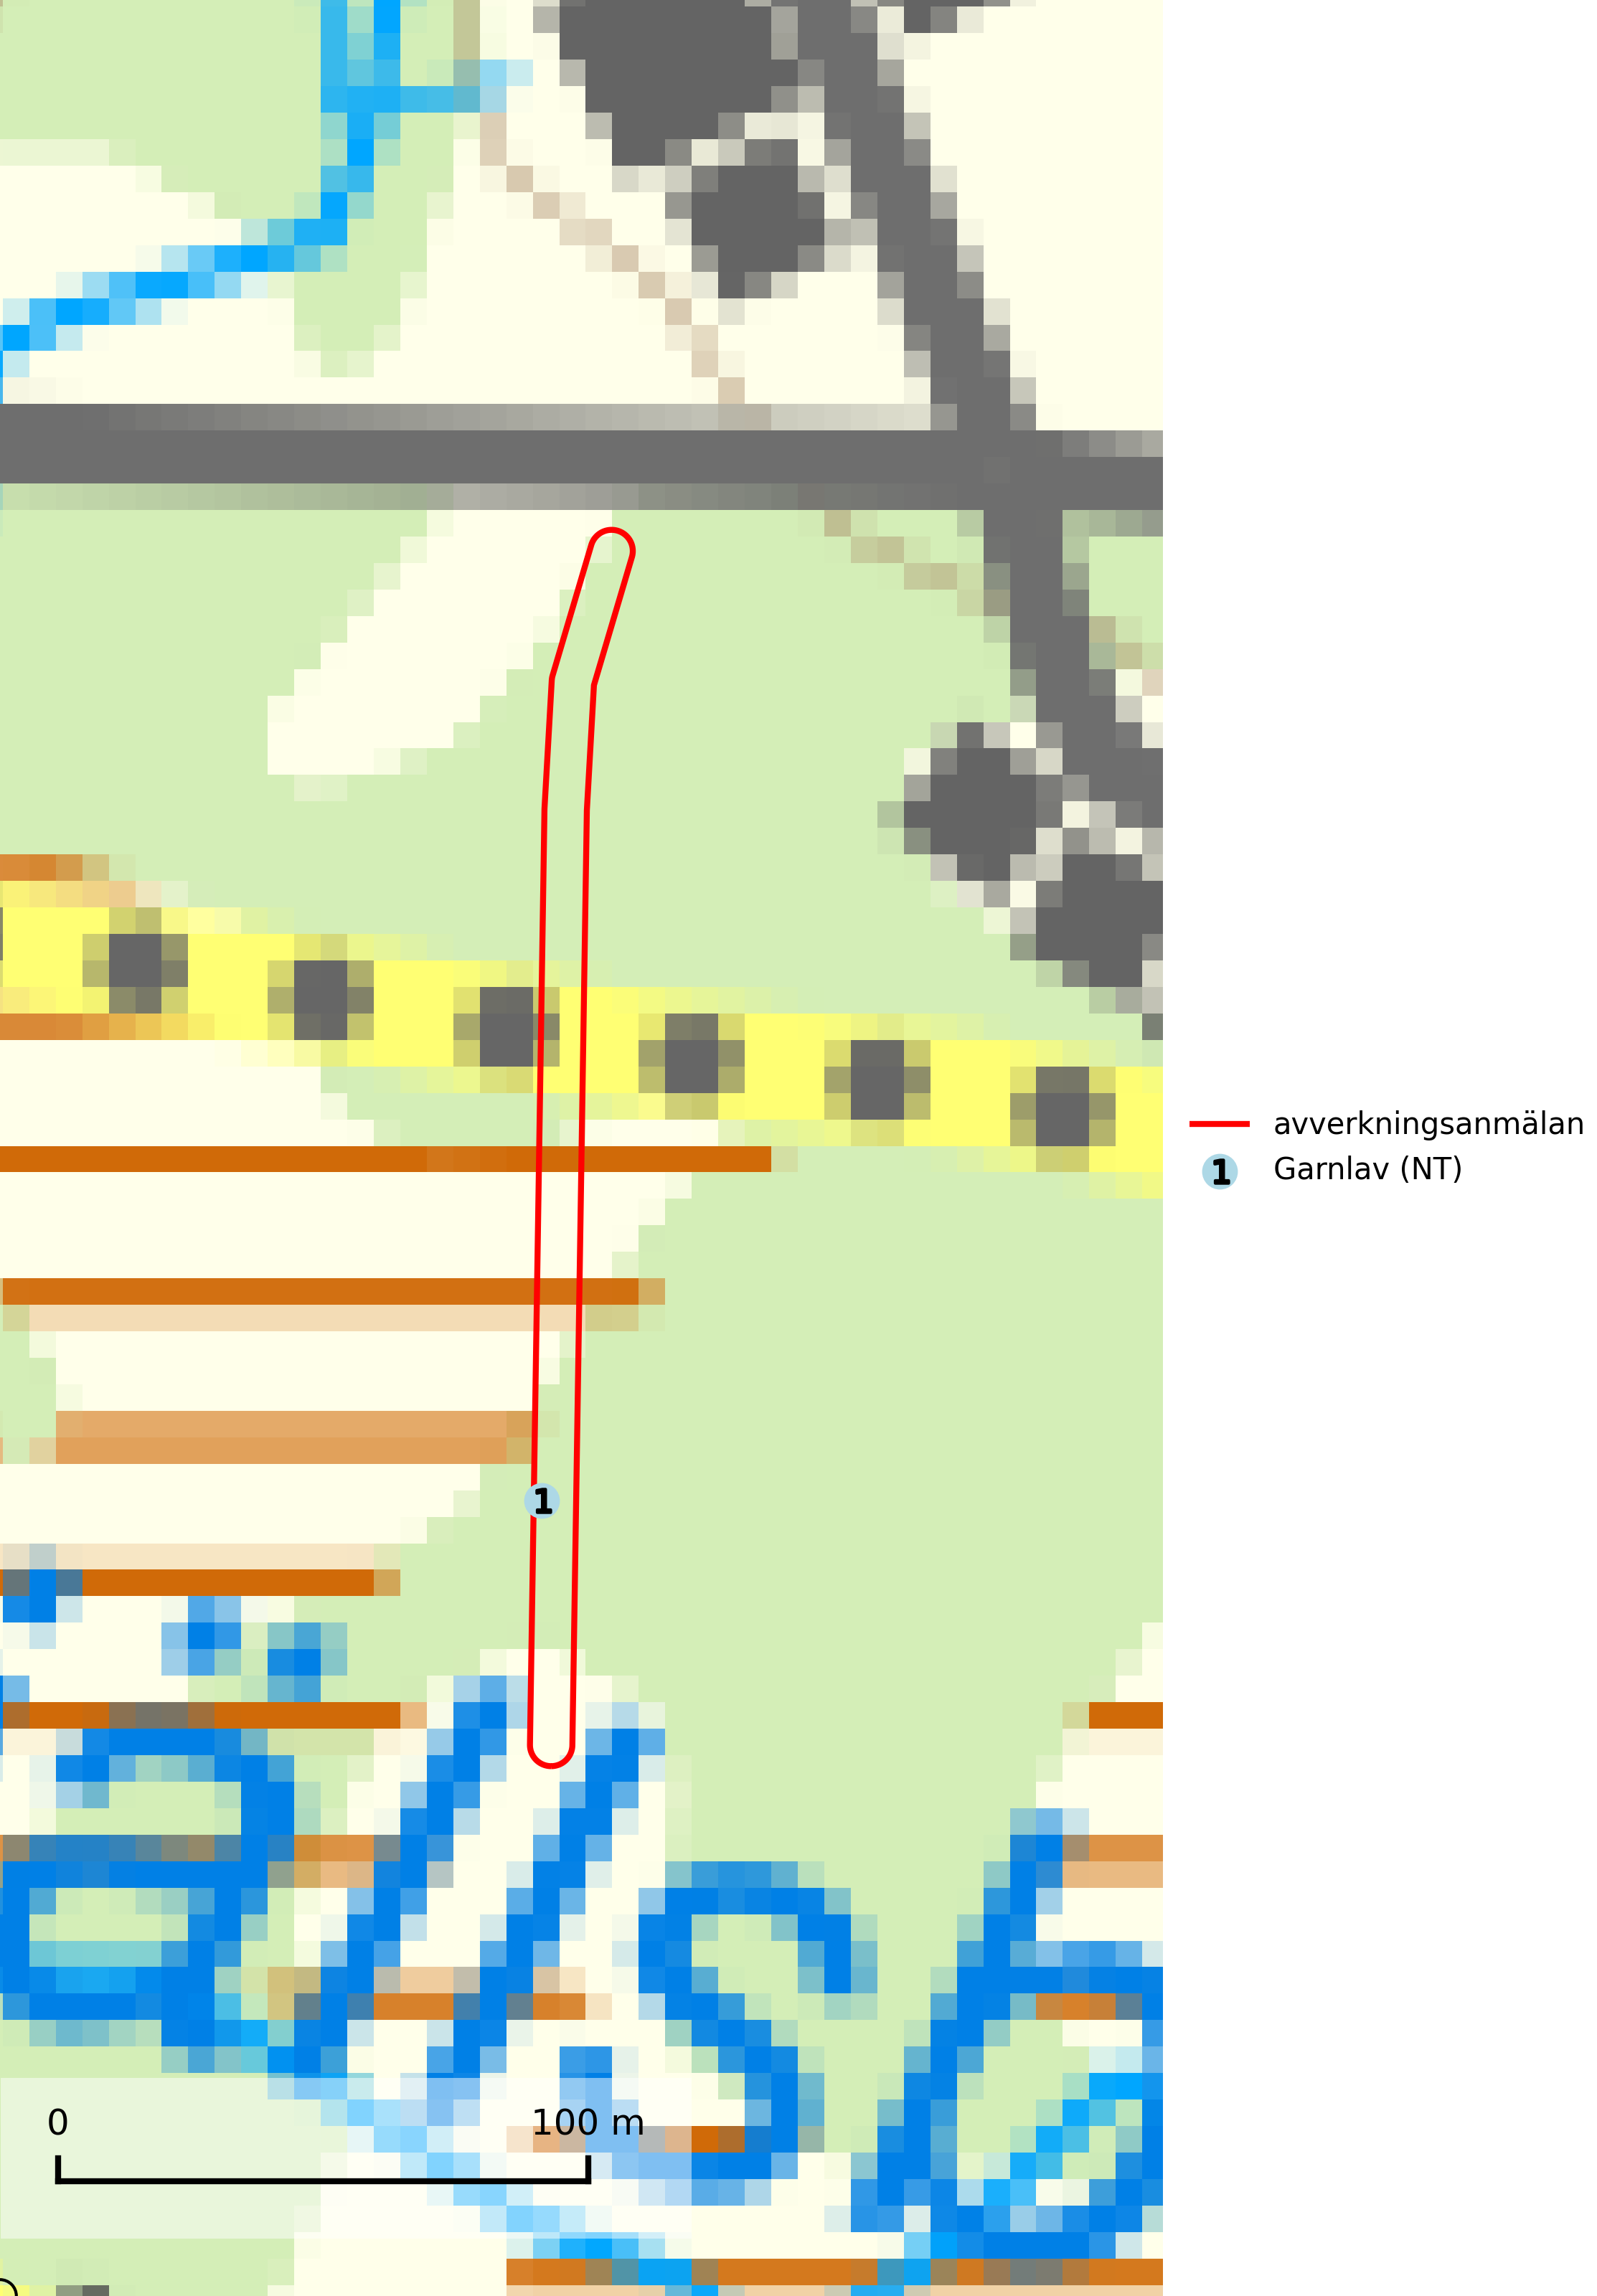 avverkningsanmälan
1 Garnlav (NT)
1
0 100 m